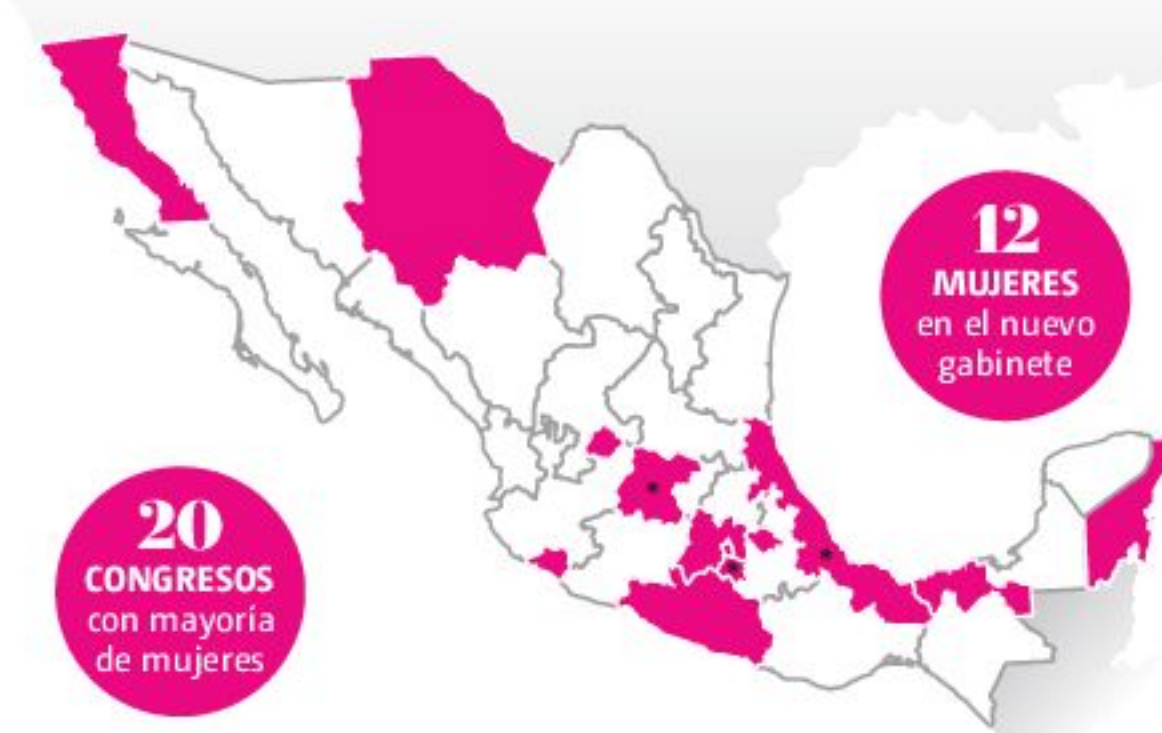 12
MUJERES
en el nuevo
gabinete
20
CONGRESOS
con mayoría
de mujeres